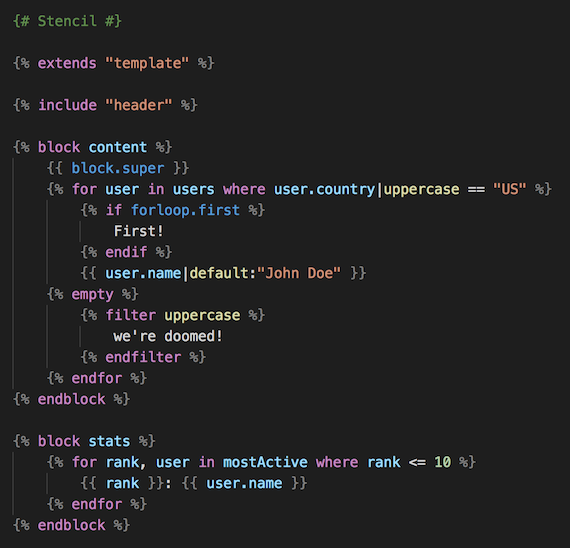 {# Stencil #}
{% extends "template" %}
{% include "header" %}
{% block content %}
{{ block.super }}
{% for user in users where user.country|uppercase == "US" %}
{% if forloop.first %}
First!
{% endif %}
{{ user.name|default:"John Doe" }}
{% empty %}
{% filter uppercase %}
we're doomed!
{% endfilter %}
{% endfor %}
{% endblock %}
{% block stats %}
{% for rank, user in mostActive where rank <= 10 %}
{{ rank }}: {{ user.name }}
{% endfor %}
{% endblock %}